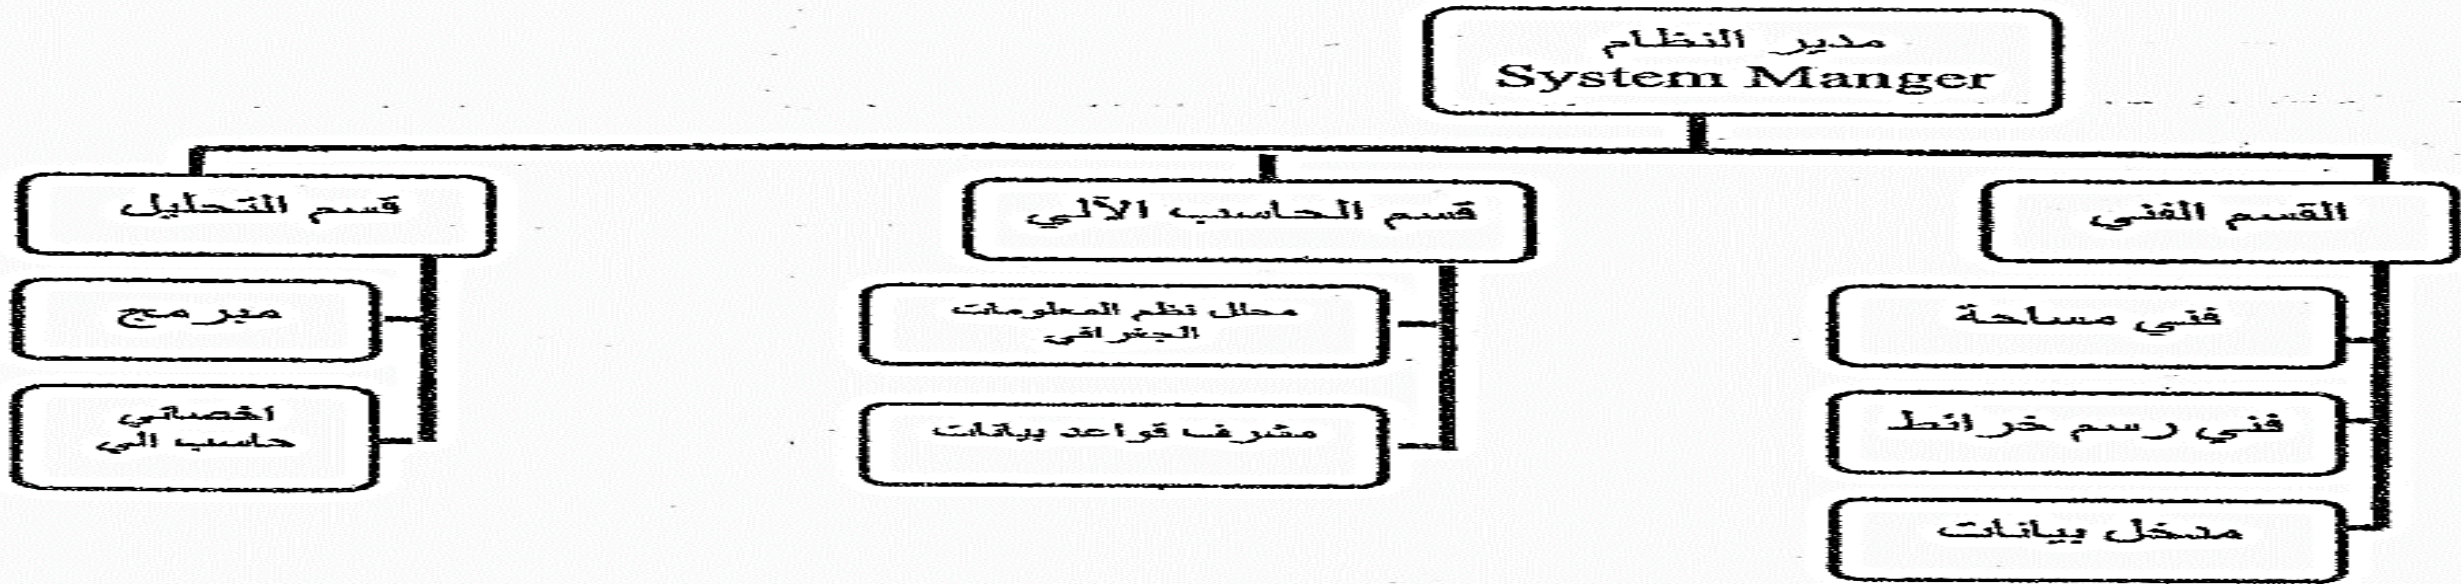 مدير النظام
System Manger
القسم الفني
قسم الحاسب الآلي
قسم التحليل
فني مساحة
فني رسم خرائط
مدخل بيانات
محلل نظم المعلومات
الجغرافي
مشرف قواعد بيانات
مبرمج
اخصائي
حاسب الي